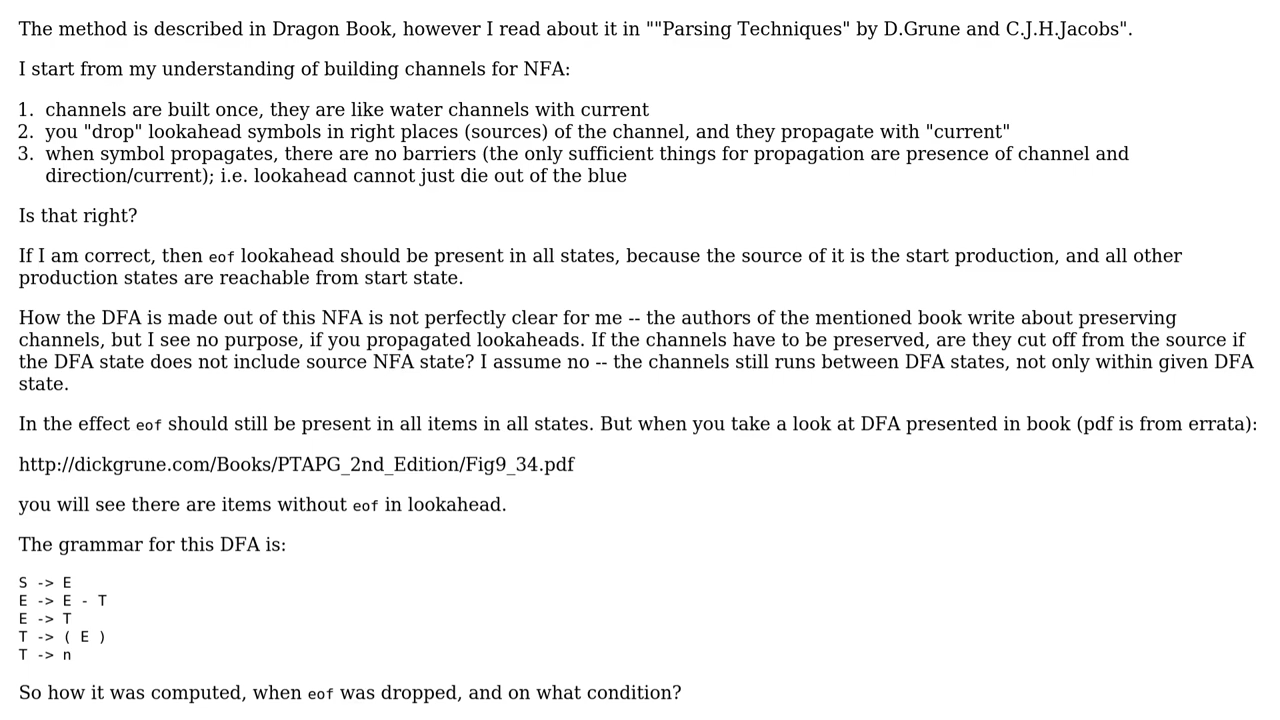 The method is described in Dragon Book, however I read about it in ""Parsing Techniques" by D.Grune and C.J.H.Jacobs".
I start from my understanding of building channels for NFA:
1. channels are built once, they are like water channels with current
2. you "drop" lookahead symbols in right places (sources) of the channel, and they propagate with "current"
3. when symbol propagates, there are no barriers (the only sufficient things for propagation are presence of channel and
direction/current); i.e. lookahead cannot just die out of the blue
Is that right?
If I am correct, then eof lookahead should be present in all states, because the source of it is the start production, and all other
production states are reachable from start state.
How the DFA is made out of this NFA is not perfectly clear for me -- the authors of the mentioned book write about preserving
channels, but I see no purpose, if you propagated lookaheads. If the channels have to be preserved, are they cut off from the source if
the DFA state does not include source NFA state? I assume no -- the channels still runs between DFA states, not only within given DFA
state.
In the effect eof should still be present in all items in all states. But when you take a look at DFA presented in book (pdf is from errata):
http://dickgrune.com/Books/PTAPG_2nd_Edition/Fig9_34.pdf
you will see there are items without eof in lookahead.
The grammar for this DFA is:
S -> E
E -> E - T
E -> T
T -> ( E )
T -> n
So how it was computed, when eof was dropped, and on what condition?